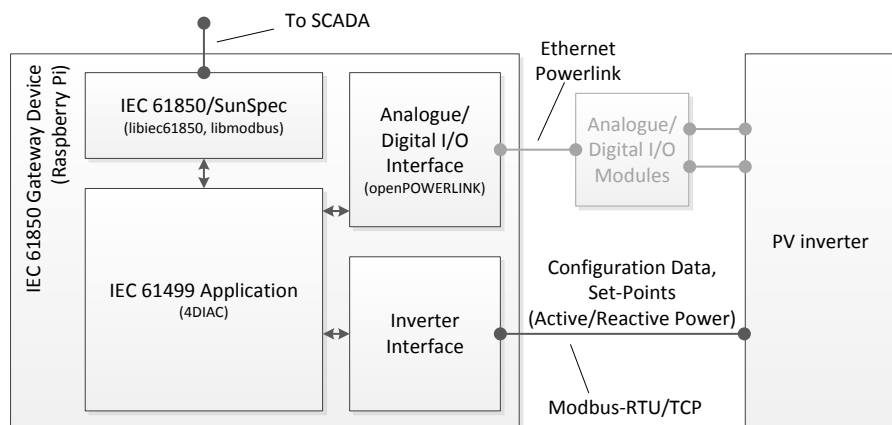 To SCADA
IEC 61850 Gateway Device
(Raspberry Pi)
IEC 61850/SunSpec
(libiec61850, libmodbus)
Analogue/
Digital I/O
Interface
(openPOWERLINK)
Ethernet
Powerlink
Analogue/
Digital I/O
Modules
PV inverter
IEC 61499 Application
(4DIAC)
Inverter
Interface
Configuration Data,
Set-Points
(Active/Reactive Power)
Modbus-RTU/TCP